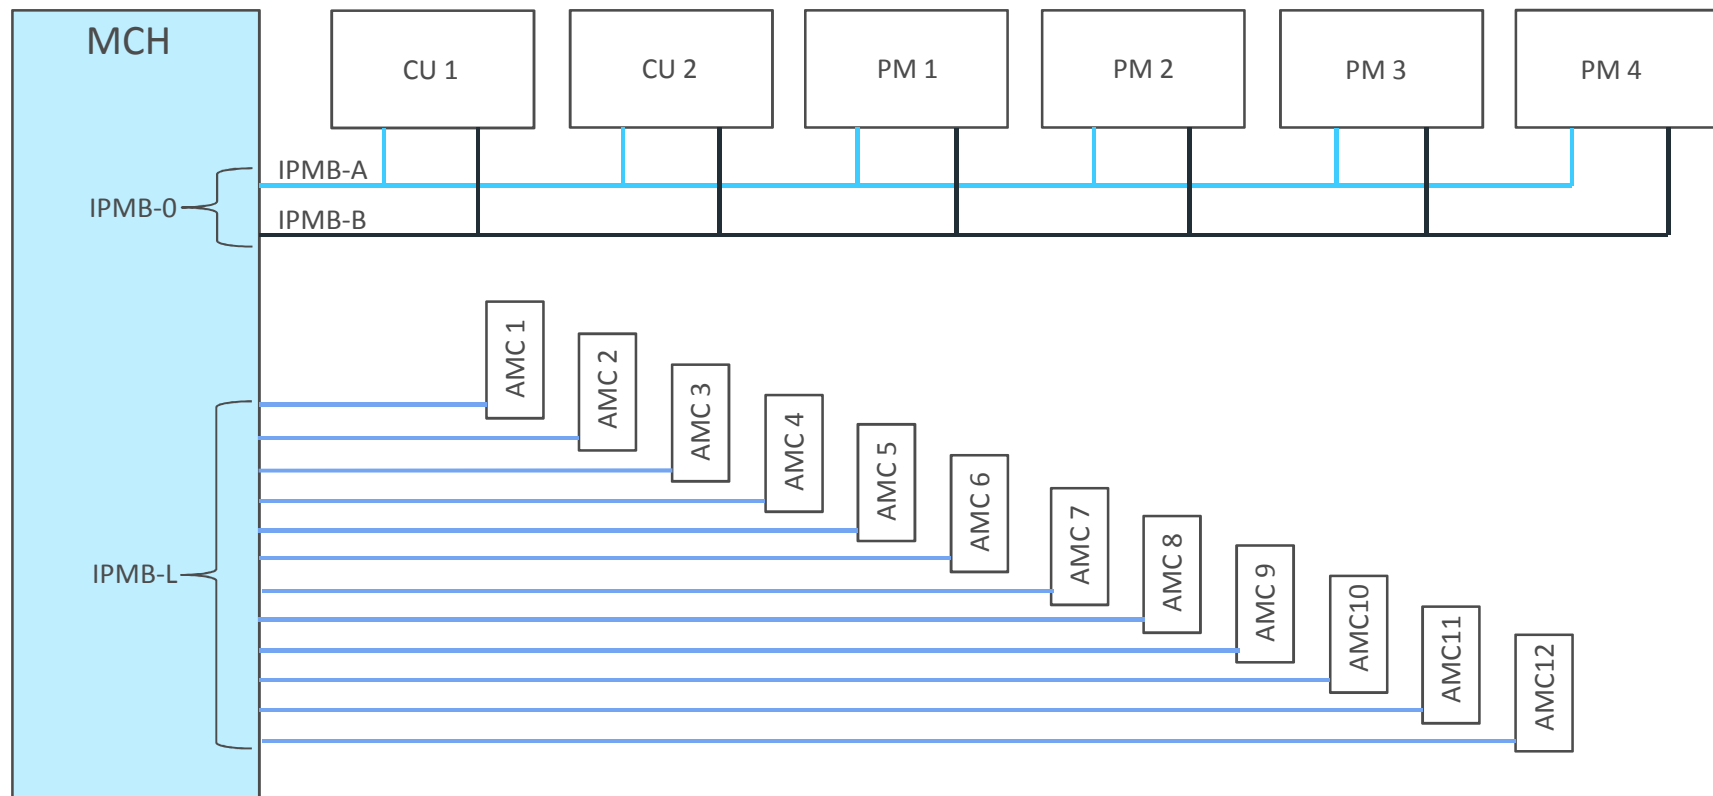 MCH
CU 1
CU 2
PM 1
PM 2
PM 3
PM 4
IPMB-A
IPMB-0
IPMB-B
AMC 1
AMC 2
AMC 3
AMC 4
AMC 5
AMC 6
AMC 7
AMC 8
AMC 9
AMC10
AMC11
AMC12
IPMB-L